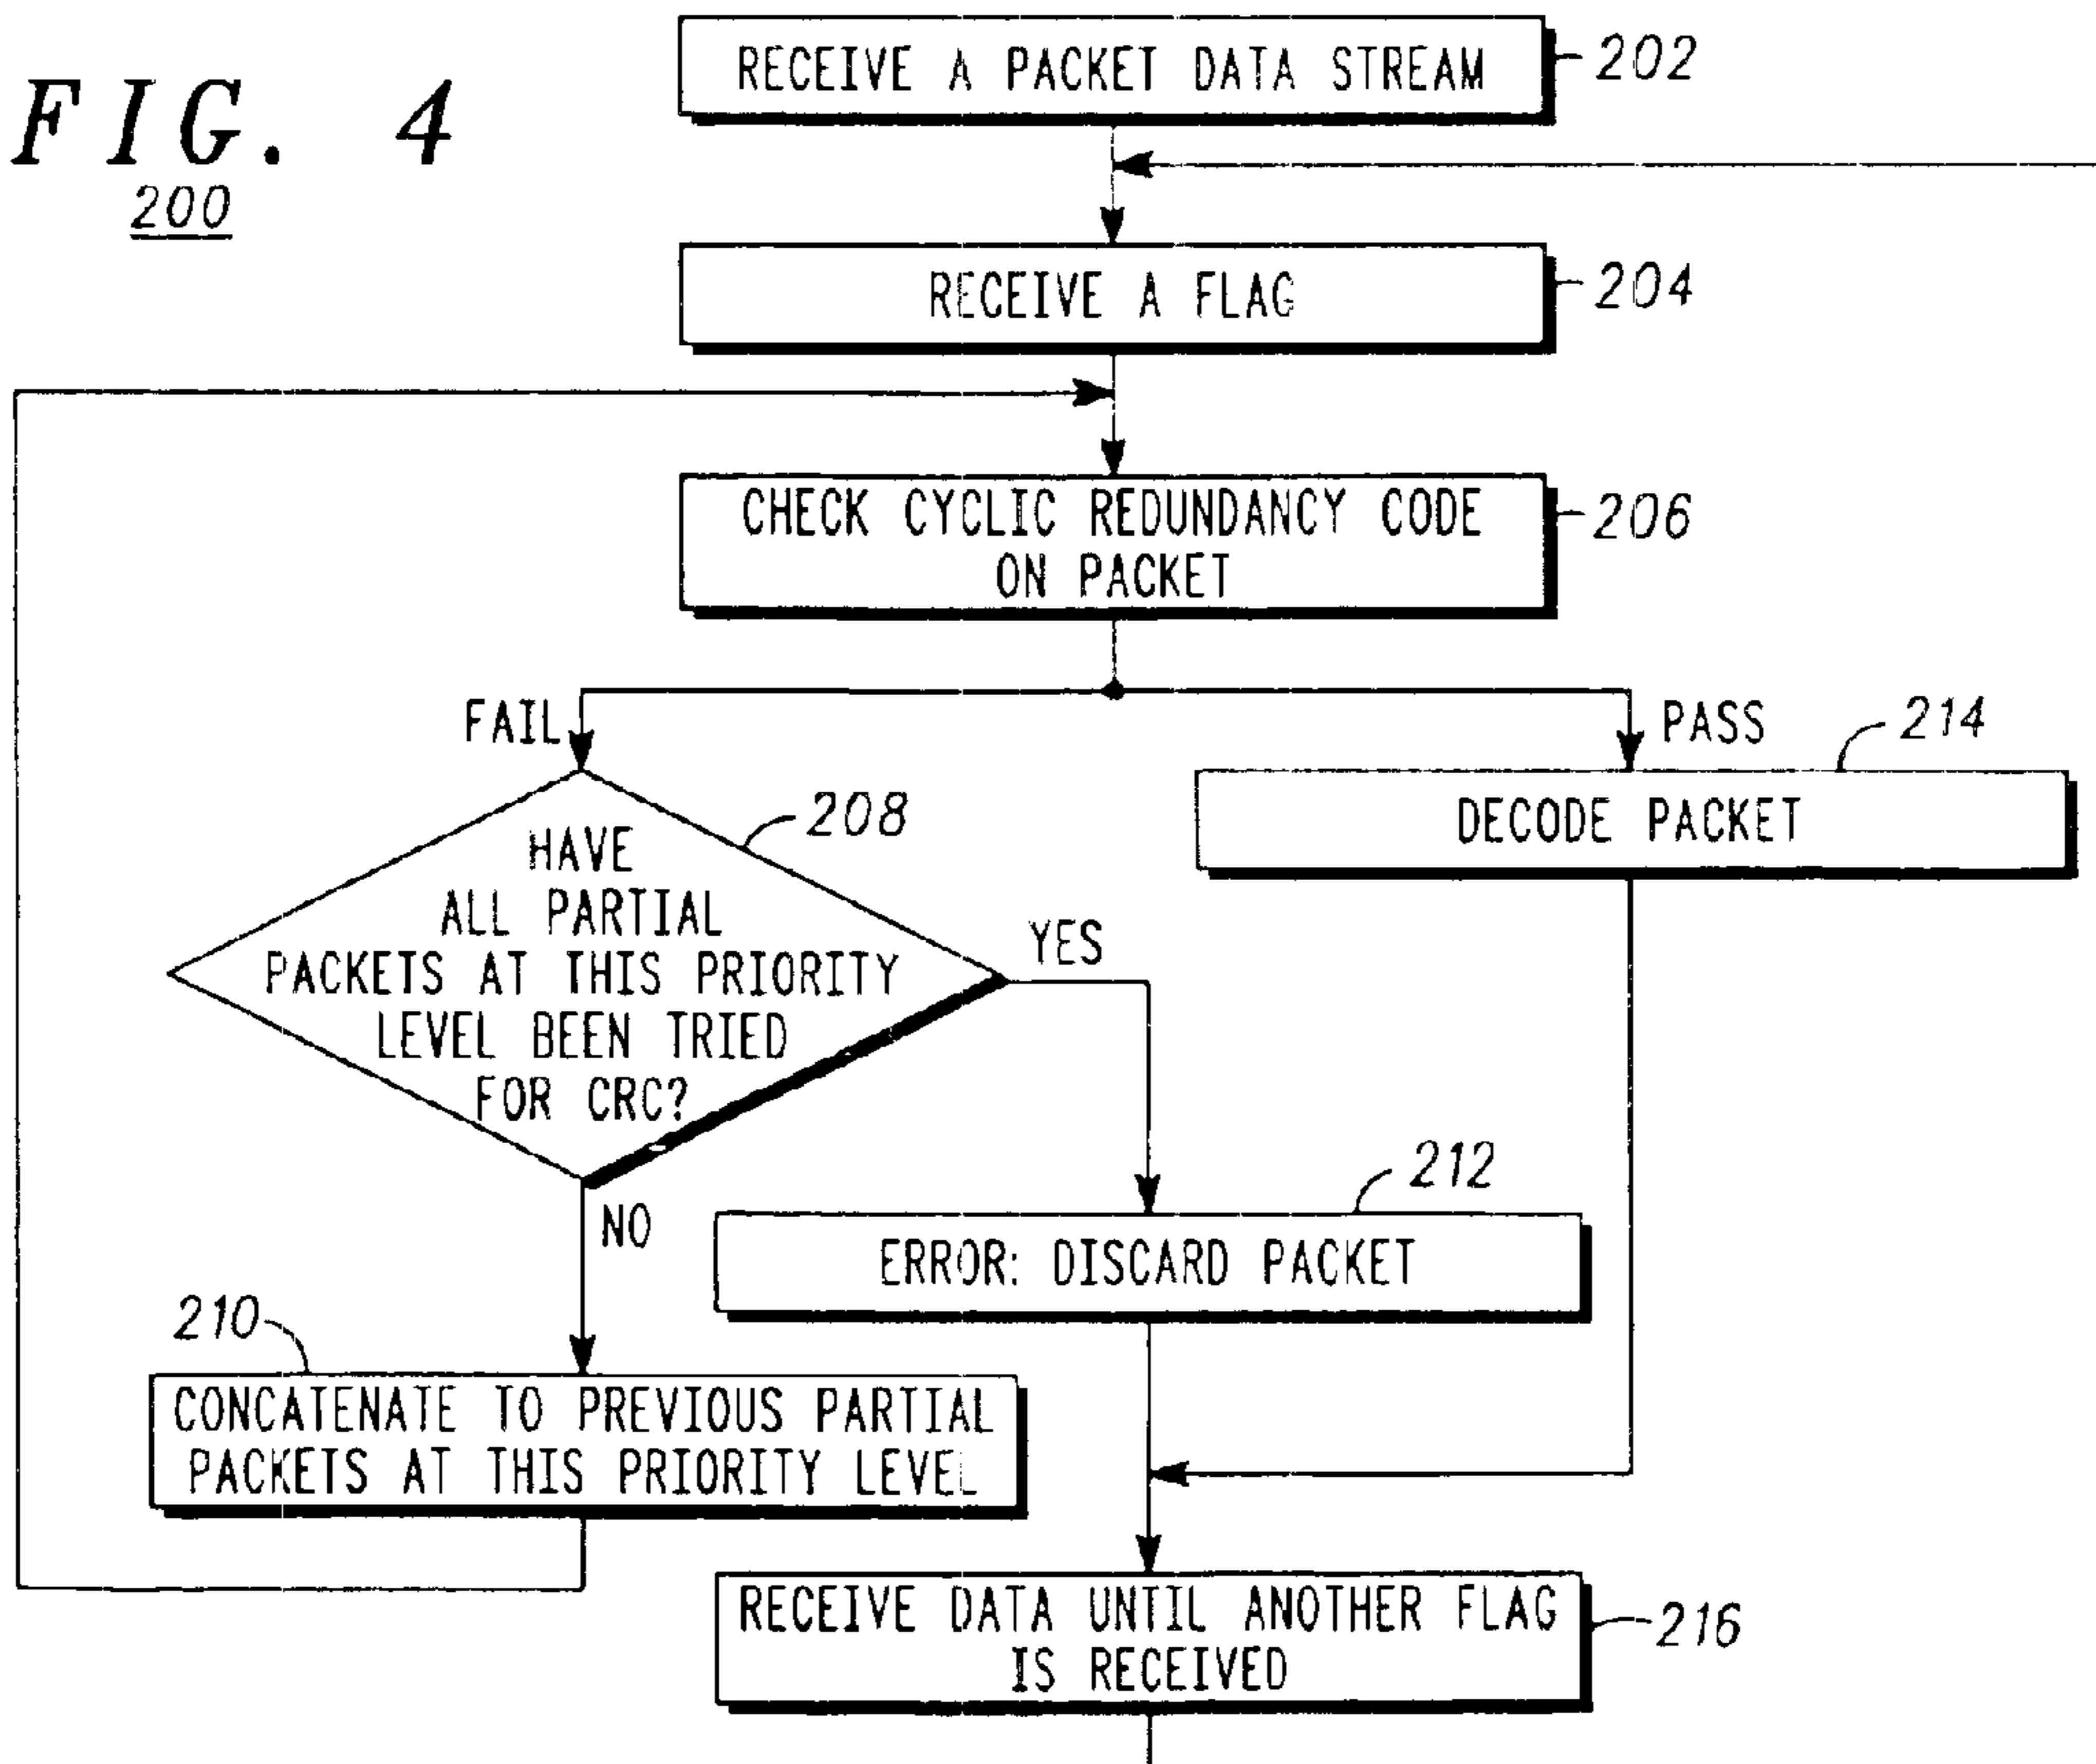 FIG. 4
200
RECEIVE A PACKET DATA STREAM
202
RECEIVE A FLAG
204
CHECK CYCLIC REDUNDANCY CODE
ON PACKET
206
FAIL
PASS
214
DECODE PACKET
208
HAVE
ALL PARTIAL
PACKETS AT THIS PRIORITY
LEVEL BEEN TRIED
FOR CRC?
YES
NO
212
ERROR: DISCARD PACKET
210
CONCATENATE TO PREVIOUS PARTIAL
PACKETS AT THIS PRIORITY LEVEL
RECEIVE DATA UNTIL ANOTHER FLAG
IS RECEIVED
216